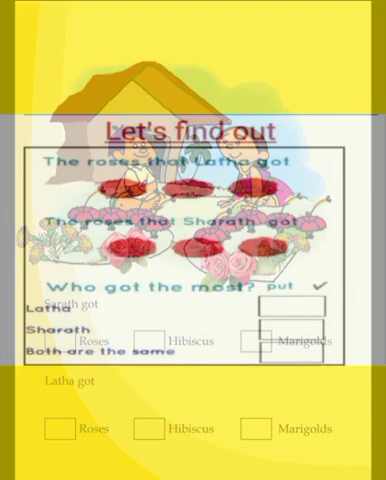 Let's find out
The roses that Latha got
The roses that Sharath got
Who got the most? put ✓
Sarath got
Latha
Sharath
Roses Hibiscus Marigolds
Both are the same
Latha got
Roses Hibiscus Marigolds